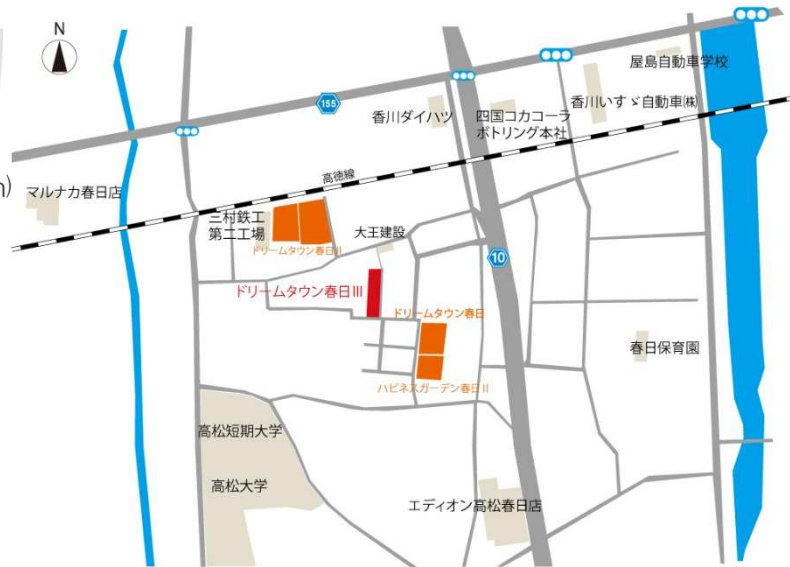 N
屋島自動車学校
155
香川ダイハツ
四国コカコーラ
ボトリング本社
香川いすゞ自動車㈱
高徳線
マルナカ春日店
三村鉄工
第二工場
大王建設
ドリームタウン春日Ⅱ
10
ドリームタウン春日Ⅲ
ドリームタウン春日
春日保育園
ハピネスガーデン春日Ⅱ
高松短期大学
高松大学
エディオン高松春日店